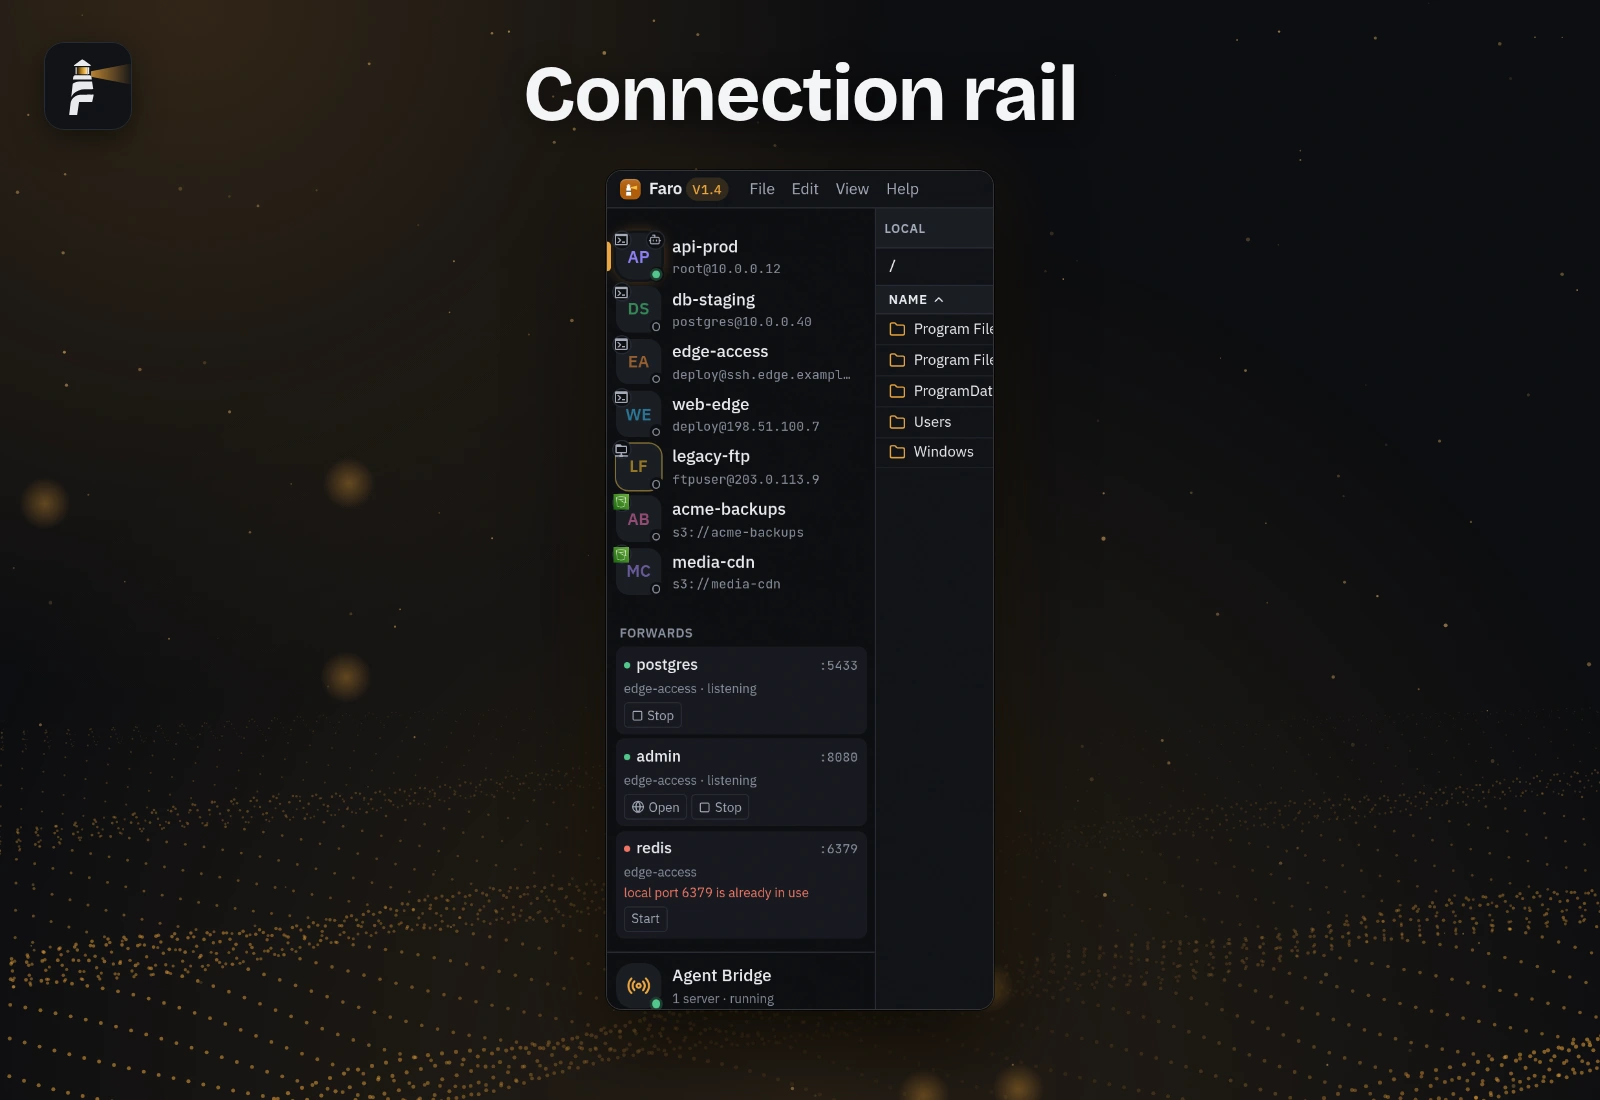 Connection rail
Faro V1.4 File Edit View Help
AP
api-prod
root@10.0.0.12
DS
db-staging
postgres@10.0.0.40
EA
edge-access
deploy@ssh.edge.exampl…
WE
web-edge
deploy@198.51.100.7
LF
legacy-ftp
ftpuser@203.0.113.9
AB
acme-backups
s3://acme-backups
MC
media-cdn
s3://media-cdn
FORWARDS
postgres :5433
edge-access · listening
Stop
admin :8080
edge-access · listening
Open Stop
redis :6379
edge-access
local port 6379 is already in use
Start
Agent Bridge
1 server · running
LOCAL
/
NAME
Program File
Program File
ProgramDat
Users
Windows